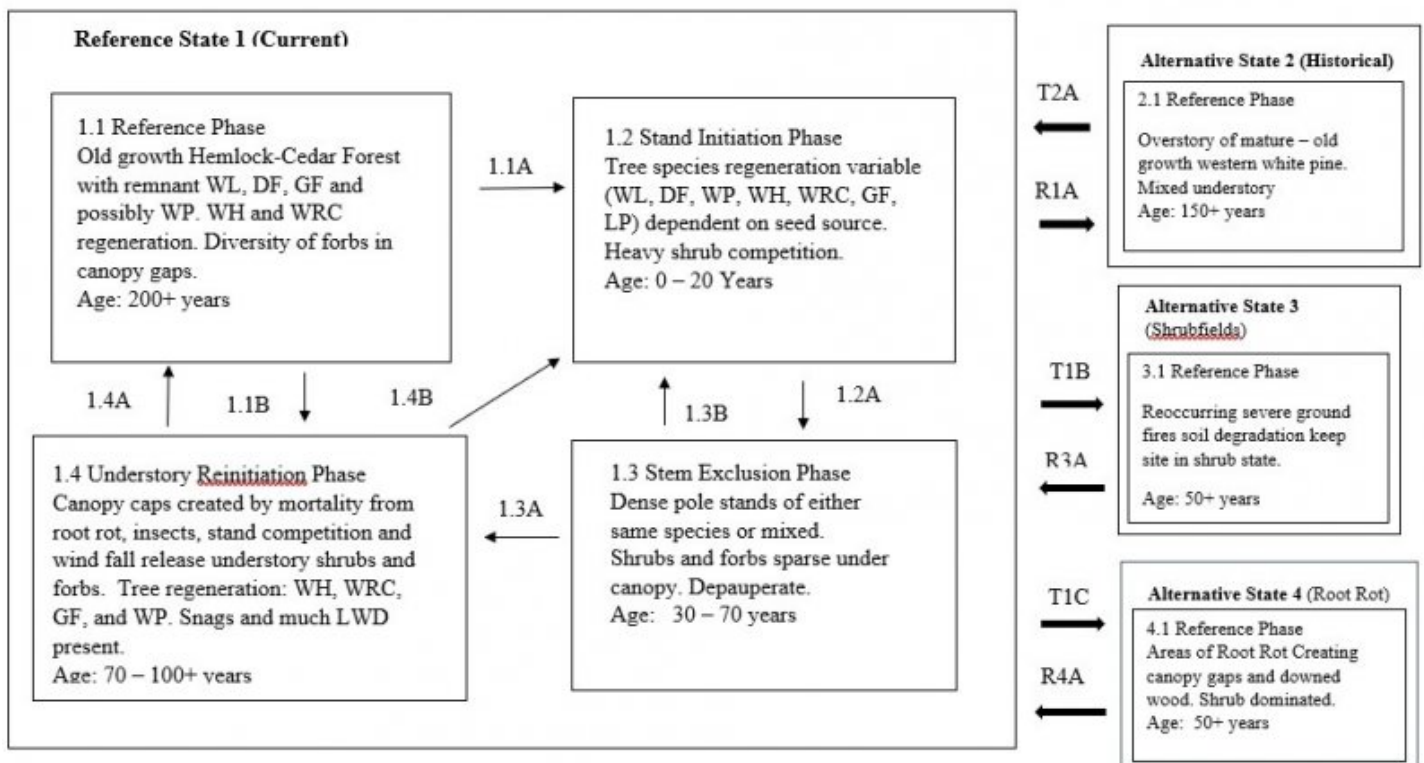 Reference State 1 (Current)
1.1 Reference Phase
Old growth Hemlock-Cedar Forest
with remnant WL, DF, GF and
possibly WP. WH and WRC
regeneration. Diversity of forbs in
canopy gaps.
Age: 200+ years
1.1A
1.2 Stand Initiation Phase
Tree species regeneration variable
(WL, DF, WP, WH, WRC, GF,
LP) dependent on seed source.
Heavy shrub competition.
Age: 0 – 20 Years
1.4A
1.1B
1.4B
1.3B
1.2A
1.4 Understory Reinitiation Phase
Canopy caps created by mortality from
root rot, insects, stand competition and
wind fall release understory shrubs and
forbs. Tree regeneration: WH, WRC,
GF, and WP. Snags and much LWD
present.
Age: 70 – 100+ years
1.3A
1.3 Stem Exclusion Phase
Dense pole stands of either
same species or mixed.
Shrubs and forbs sparse under
canopy. Depauperate.
Age: 30 – 70 years
T2A
R1A
Alternative State 2 (Historical)
2.1 Reference Phase
Overstory of mature – old
growth western white pine.
Mixed understory
Age: 150+ years
T1B
R3A
Alternative State 3
(Shrubfields)
3.1 Reference Phase
Reoccurring severe ground
fires soil degradation keep
site in shrub state.
Age: 50+ years
T1C
R4A
Alternative State 4 (Root Rot)
4.1 Reference Phase
Areas of Root Rot Creating
canopy gaps and downed
wood. Shrub dominated.
Age: 50+ years